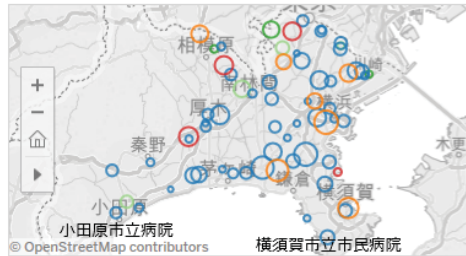 東京
相模原
川崎
南林間
横浜
厚木
秦野
木更
茅ヶ崎
鎌倉
横須賀
小田原
小田原市立病院
横須賀市立市民病院
© OpenStreetMap contributors